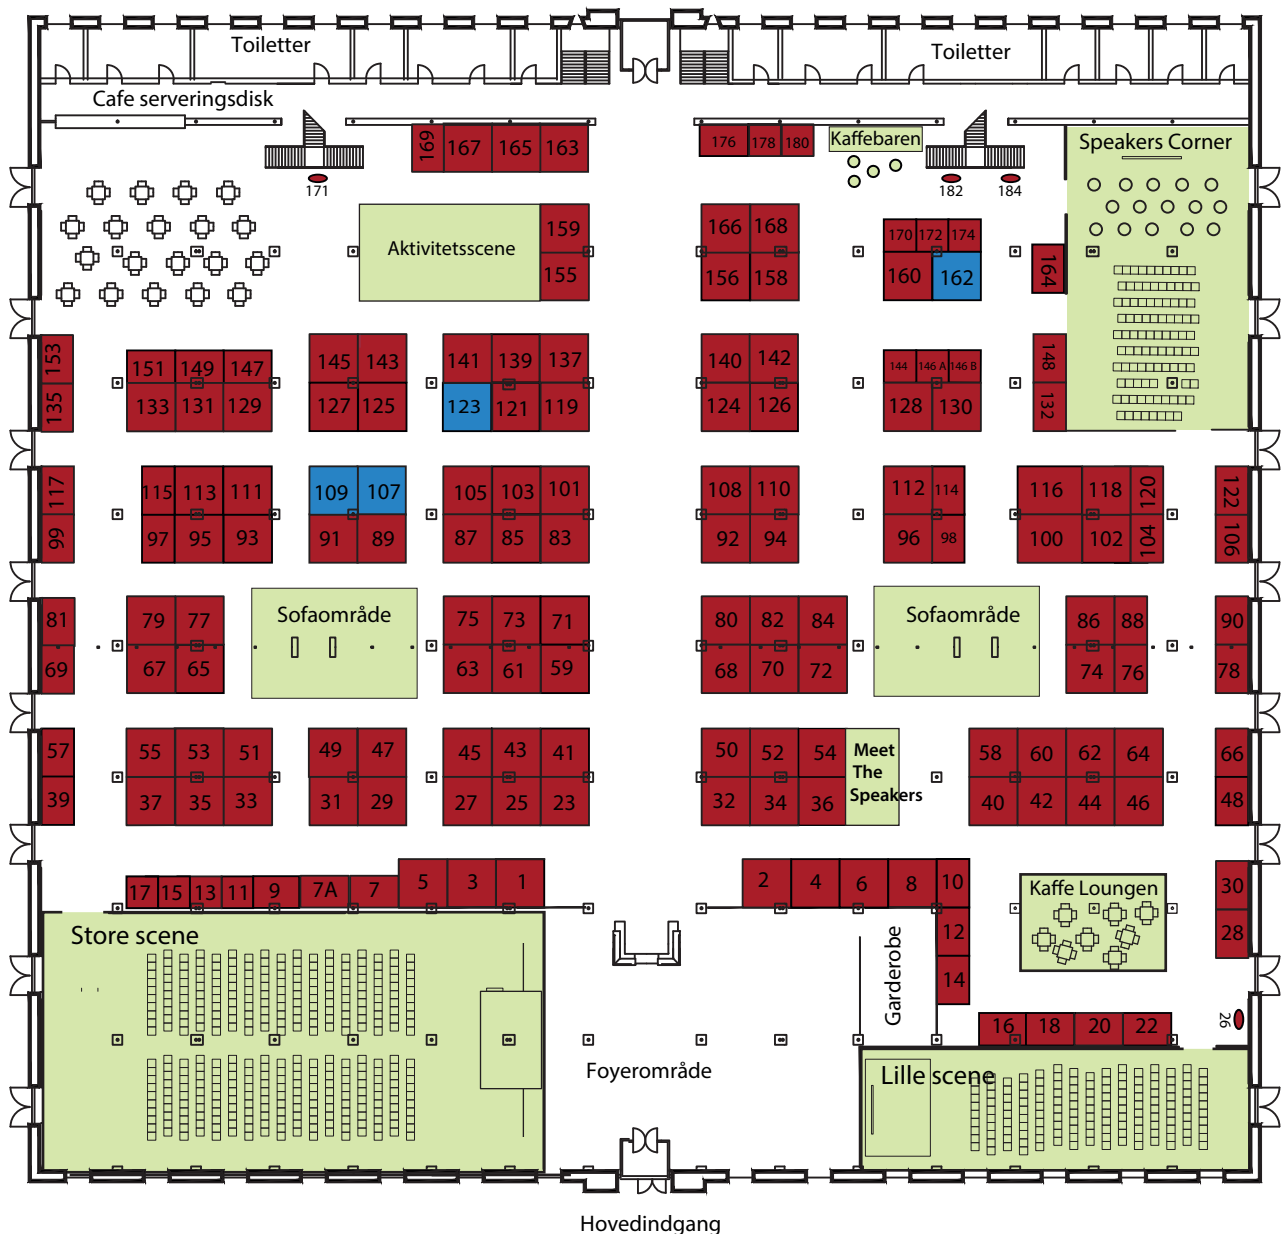 Toiletter
Toiletter
Cafe serveringsdisk
Kaffebaren
Speakers Corner
169 167 165 163
176 178 180
171
182 184
159
166 168
170 172 174
Aktivitetsscene
155
156 158
160 162
164
153
151 149 147
145 143
141 139 137
140 142
144 146 A 146 B
148
135
133 131 129
127 125
123 121 119
124 126
128 130
132
117
115 113 111
109 107
105 103 101
108 110
112 114
116 118 120
122
99
97 95 93
91 89
87 85 83
92 94
96 98
100 102 104
106
81
79 77
Sofaområde
75 73 71
80 82 84
Sofaområde
86 88
90
69
67 65
63 61 59
68 70 72
74 76
78
57
55 53 51
49 47
45 43 41
50 52 54
Meet
The
Speakers
58 60 62 64
66
39
37 35 33
31 29
27 25 23
32 34 36
40 42 44 46
48
17 15 13 11 9 7A 7 5 3 1
2 4 6 8 10
Kaffe Loungen
30
12
28
Store scene
Garderobe
14
16 18 20 22
26
Foyerområde
Lille scene
Hovedindgang